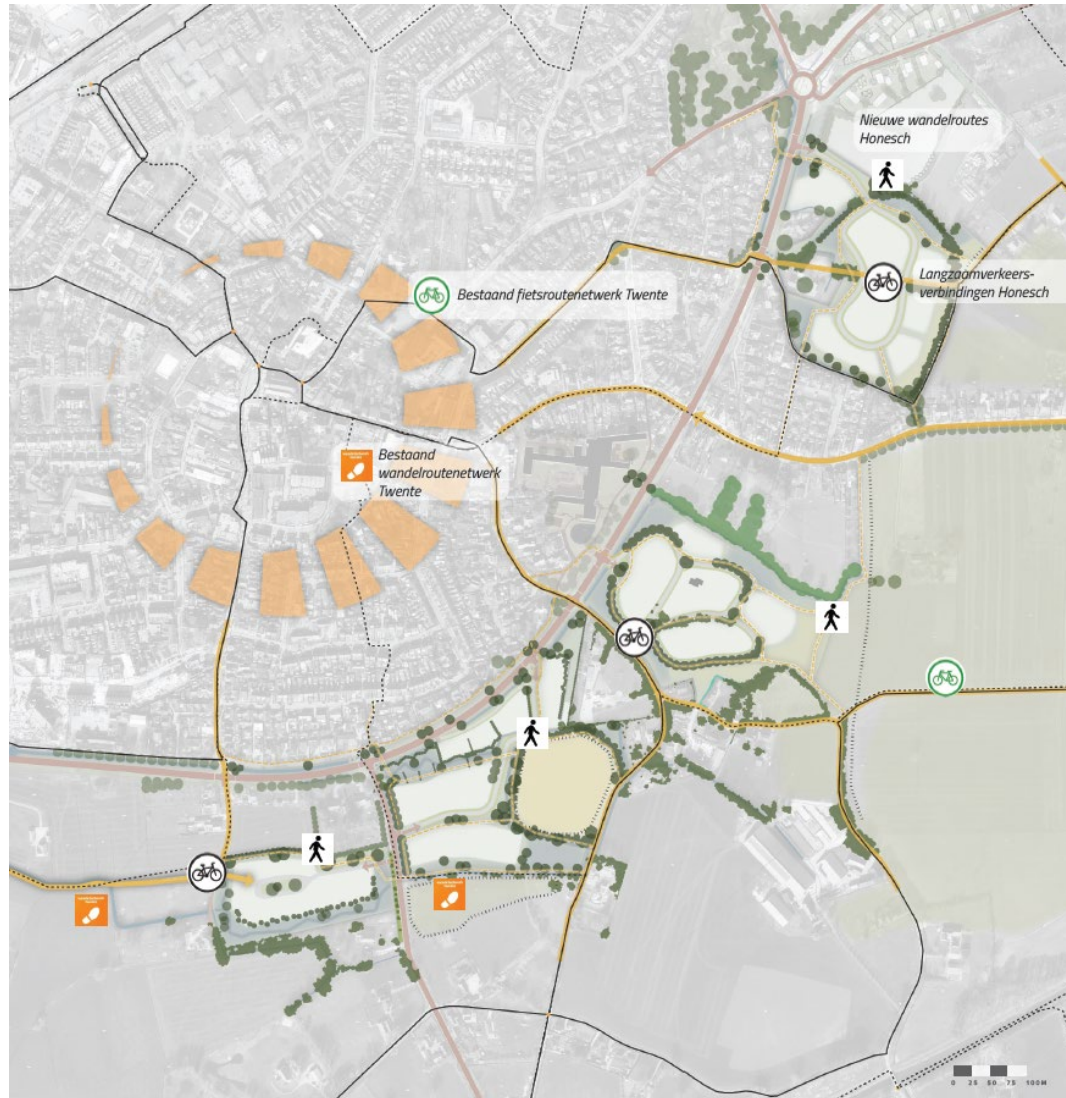 Nieuwe wandelroutes
Honesch
Langzaamverkeers-
verbindingen Honesch
Bestaand fietsroutenetwerk Twente
Bestaand
wandelroutenetwerk
Twente
0 25 50 75 100M